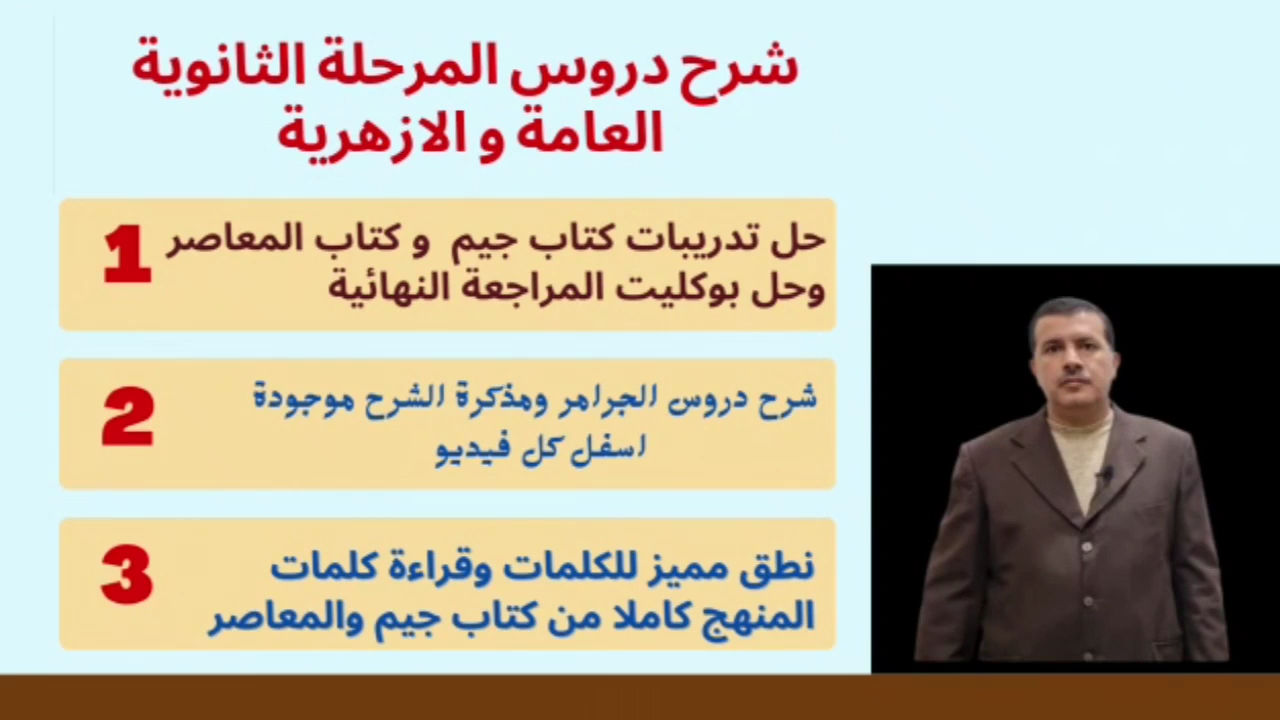 شرح دروس المرحلة الثانوية
العامة و الازهرية
1
حل تدريبات كتاب جيم و كتاب المعاصر
وحل بوكليت المراجعة النهائية
2
شرح دروس الجرامر ومذكرة الشرح موجودة
اسفل كل فيديو
3
نطق مميز للكلمات وقراءة كلمات
المنهج كاملا من كتاب جيم والمعاصر